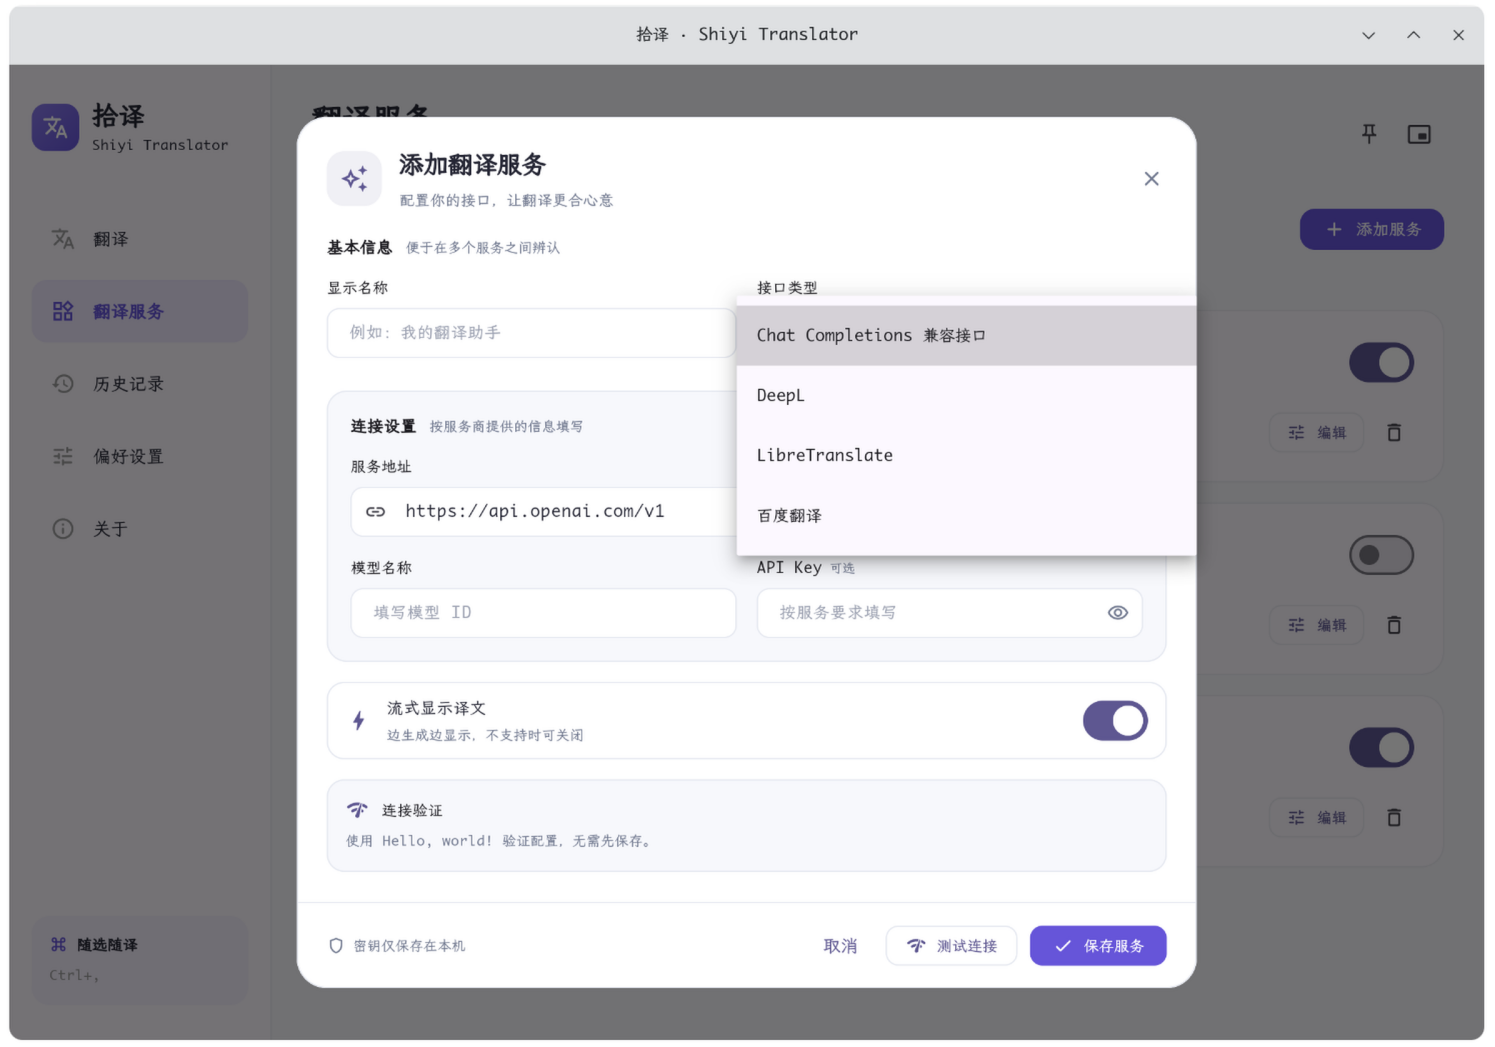 拾译 · Shiyi Translator
拾译
Shiyi Translator
翻译
翻译服务
历史记录
偏好设置
关于
随选随译
Ctrl+,
翻译服务
添加服务
编辑
编辑
编辑
添加翻译服务
配置你的接口，让翻译更合心意
基本信息 便于在多个服务之间辨认
显示名称
接口类型
例如：我的翻译助手
Chat Completions 兼容接口
DeepL
LibreTranslate
百度翻译
连接设置 按服务商提供的信息填写
服务地址
https://api.openai.com/v1
模型名称
API Key 可选
填写模型 ID
按服务要求填写
流式显示译文
边生成边显示，不支持时可关闭
连接验证
使用 Hello, world! 验证配置，无需先保存。
密钥仅保存在本机
取消
测试连接
保存服务